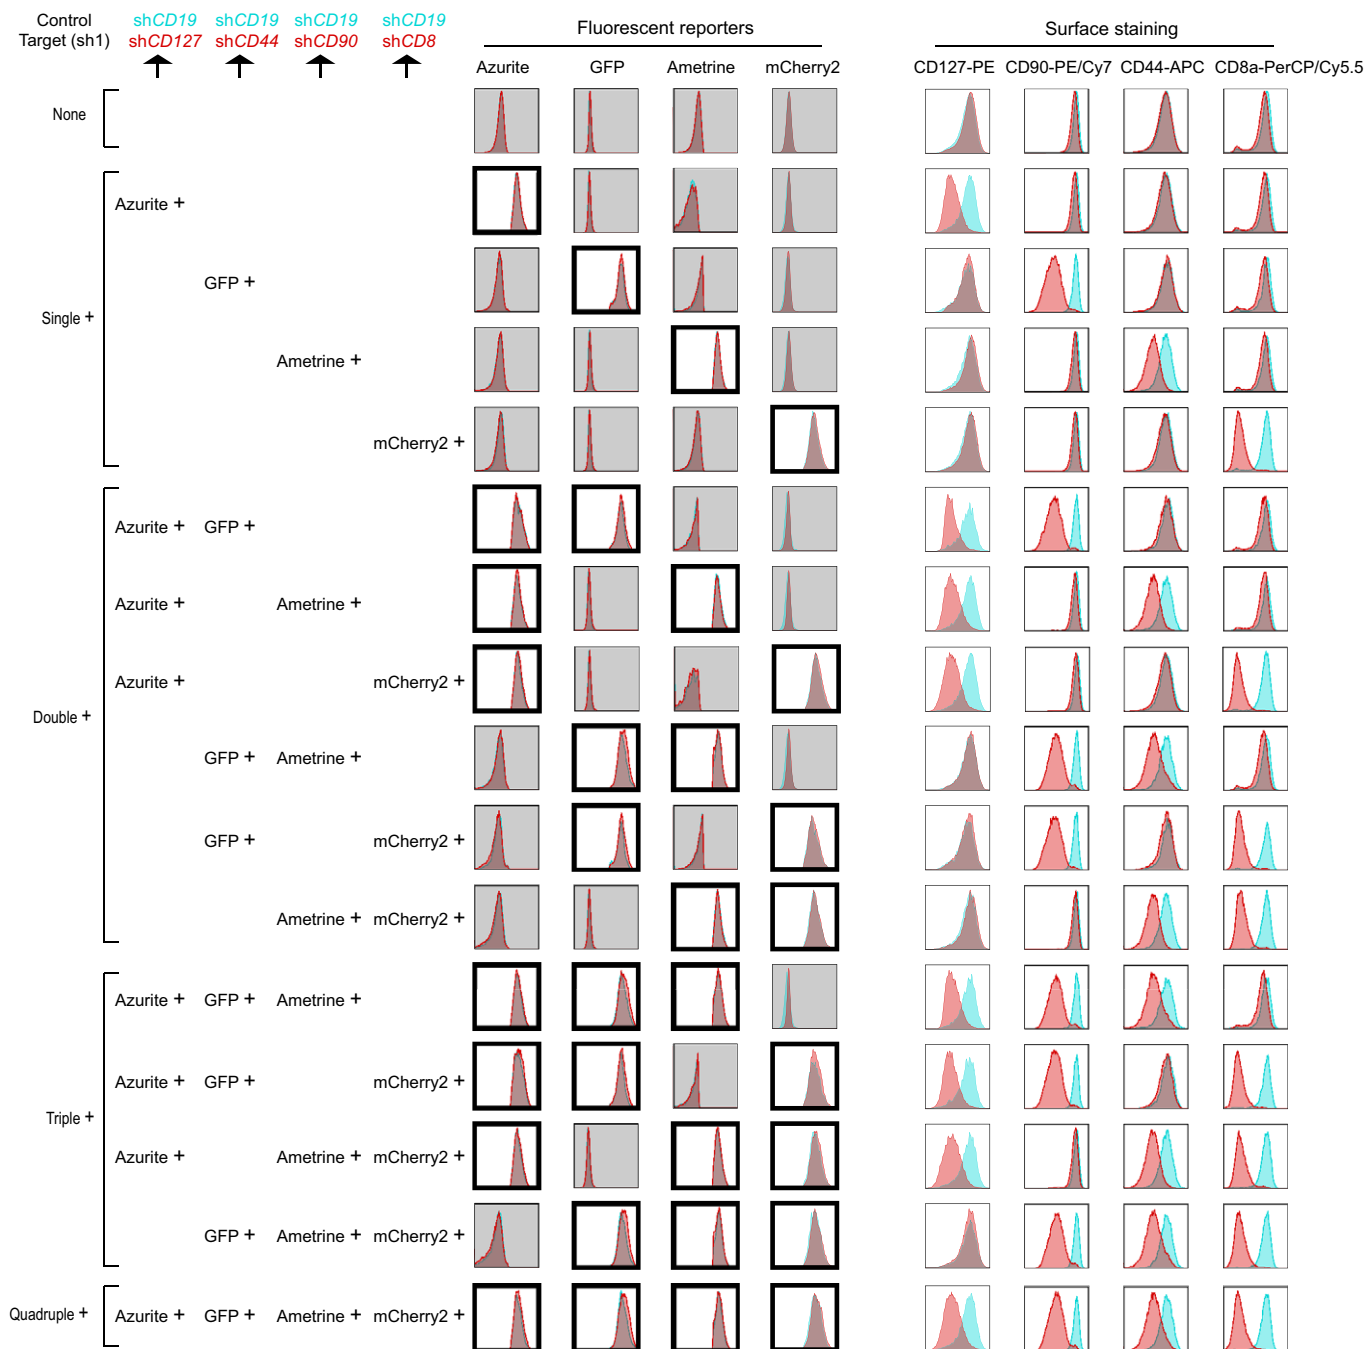 Control shCD19 shCD19 shCD19 shCD19
Target (sh1) shCD127 shCD44 shCD90 shCD8
Fluorescent reporters
Surface staining
Azurite GFP Ametrine mCherry2
CD127-PE CD90-PE/Cy7 CD44-APC CD8a-PerCP/Cy5.5
None
Single +
Azurite +
GFP +
Ametrine +
mCherry2 +
Double +
Azurite + GFP +
Azurite + Ametrine +
Azurite + mCherry2 +
GFP + Ametrine +
GFP + mCherry2 +
Ametrine + mCherry2 +
Triple +
Azurite + GFP + Ametrine +
Azurite + GFP + mCherry2 +
Azurite + Ametrine + mCherry2 +
GFP + Ametrine + mCherry2 +
Quadruple + Azurite + GFP + Ametrine + mCherry2 +